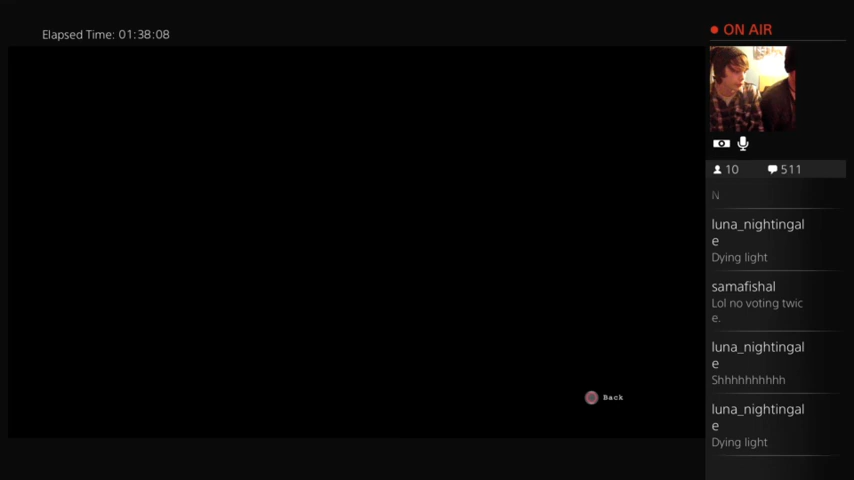 Elapsed Time: 01:38:08
ON AIR
10
511
N
luna_nightingal
e
Dying light
samafishal
Lol no voting twic
e.
luna_nightingal
e
Shhhhhhhhhh
luna_nightingal
e
Dying light
Back